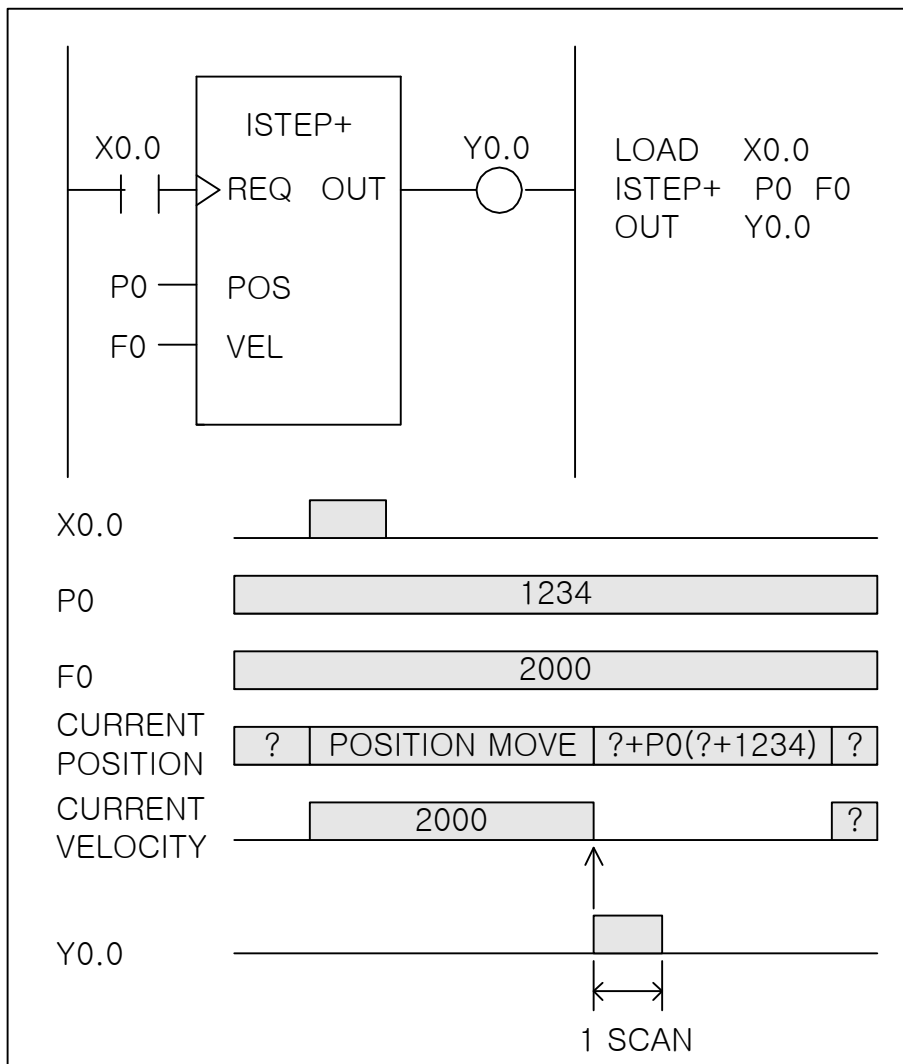 ISTEP+
X0.0
Y0.0
REQ OUT
P0
POS
F0
VEL
LOAD X0.0
ISTEP+ P0 F0
OUT Y0.0
X0.0
P0
1234
F0
2000
CURRENT
POSITION
?
POSITION MOVE
?+P0(?+1234)
?
CURRENT
VELOCITY
2000
?
Y0.0
1 SCAN